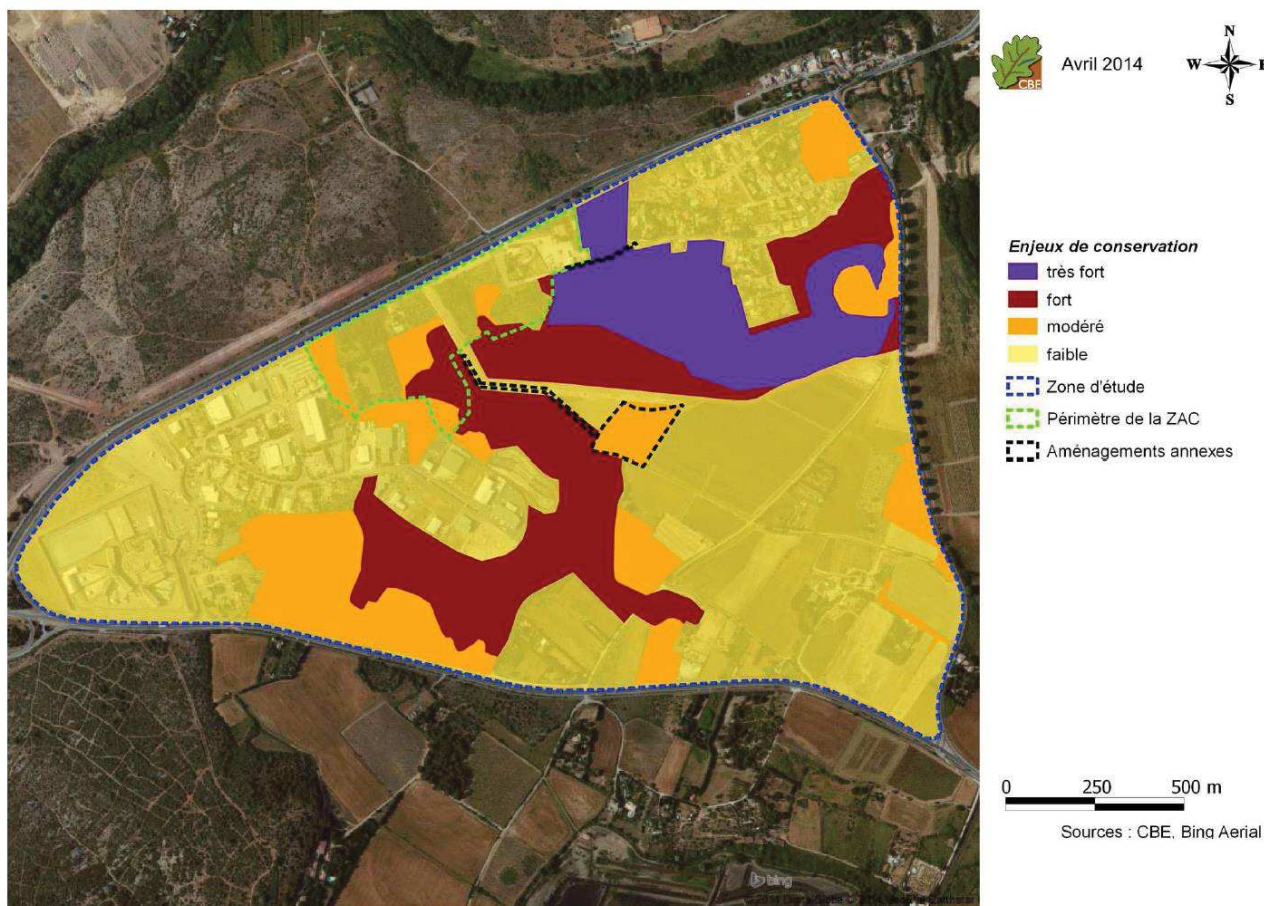 CBE
Avril 2014
N
W E
S
Enjeux de conservation
très fort
fort
modéré
faible
Zone d'étude
Périmètre de la ZAC
Aménagements annexes
0 250 500 m
Sources : CBE, Bing Aerial
bing